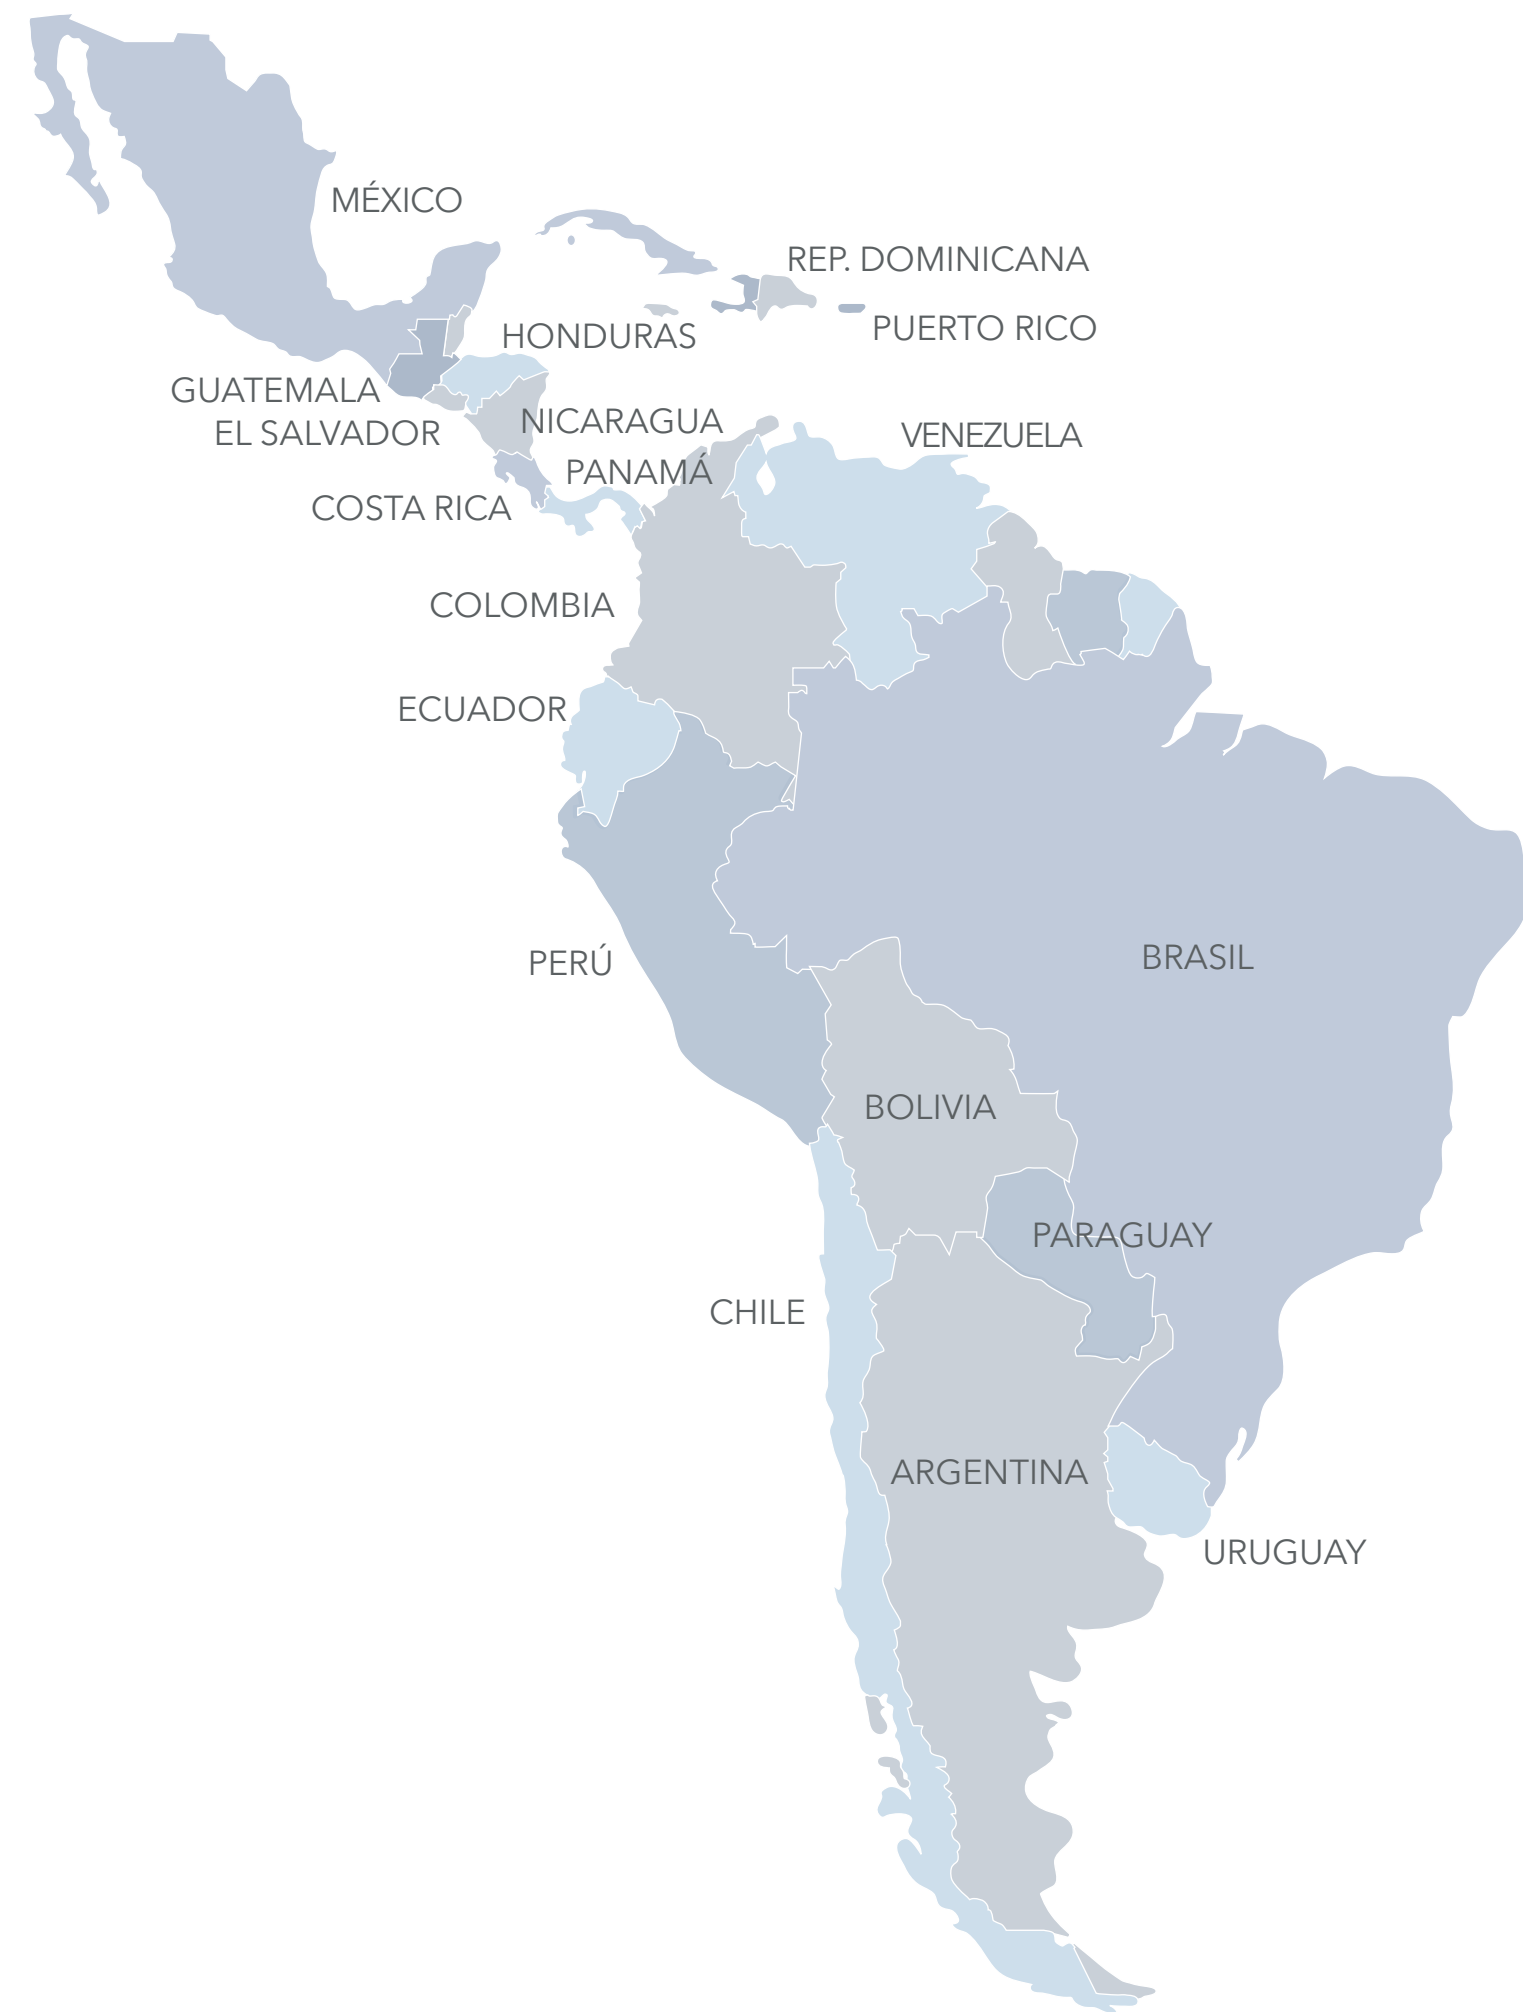 MÉXICO
REP. DOMINICANA
PUERTO RICO
HONDURAS
GUATEMALA
EL SALVADOR
NICARAGUA
VENEZUELA
PANAMÁ
COSTA RICA
COLOMBIA
ECUADOR
PERÚ
BRASIL
BOLIVIA
PARAGUAY
CHILE
ARGENTINA
URUGUAY